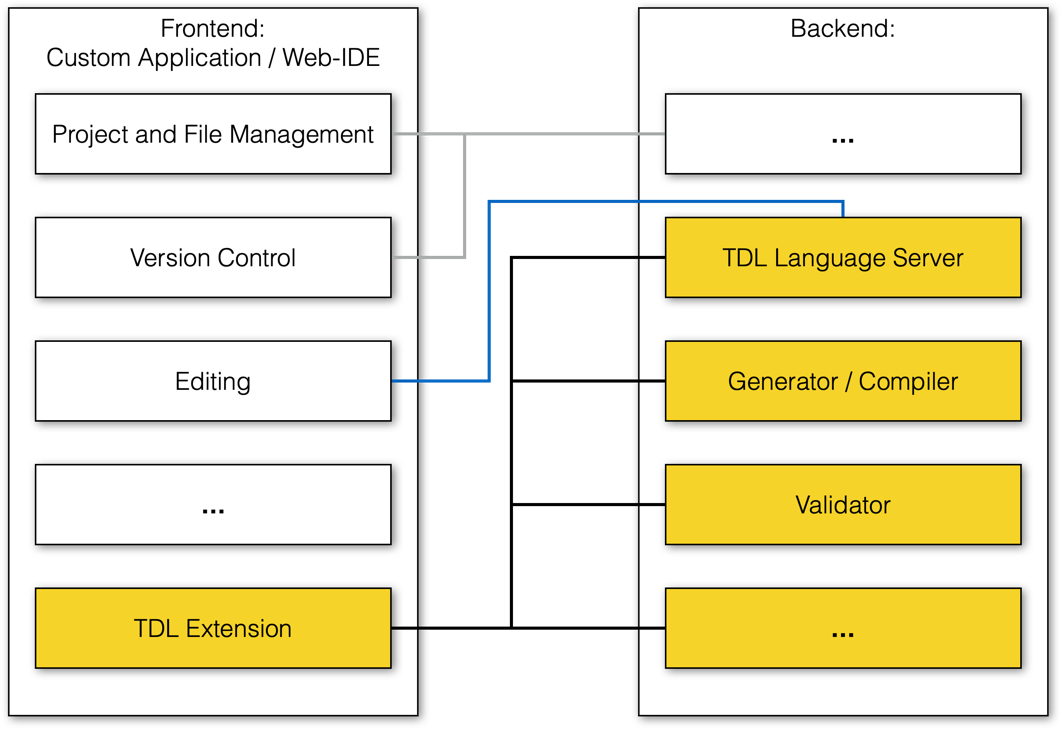 Frontend:
Custom Application / Web-IDE
Project and File Management
Version Control
Editing
...
TDL Extension
Backend:
...
TDL Language Server
Generator / Compiler
Validator
...